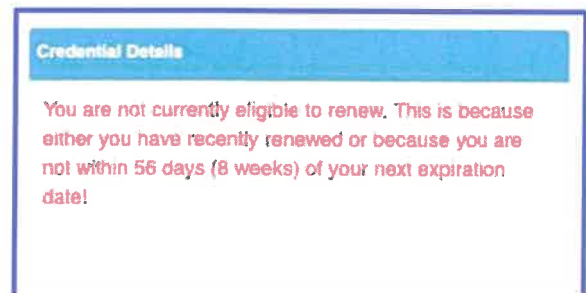 Credential Details
You are not currently eligible to renew. This is because
either you have recently renewed or because you are
not within 56 days (8 weeks) of your next expiration
date!